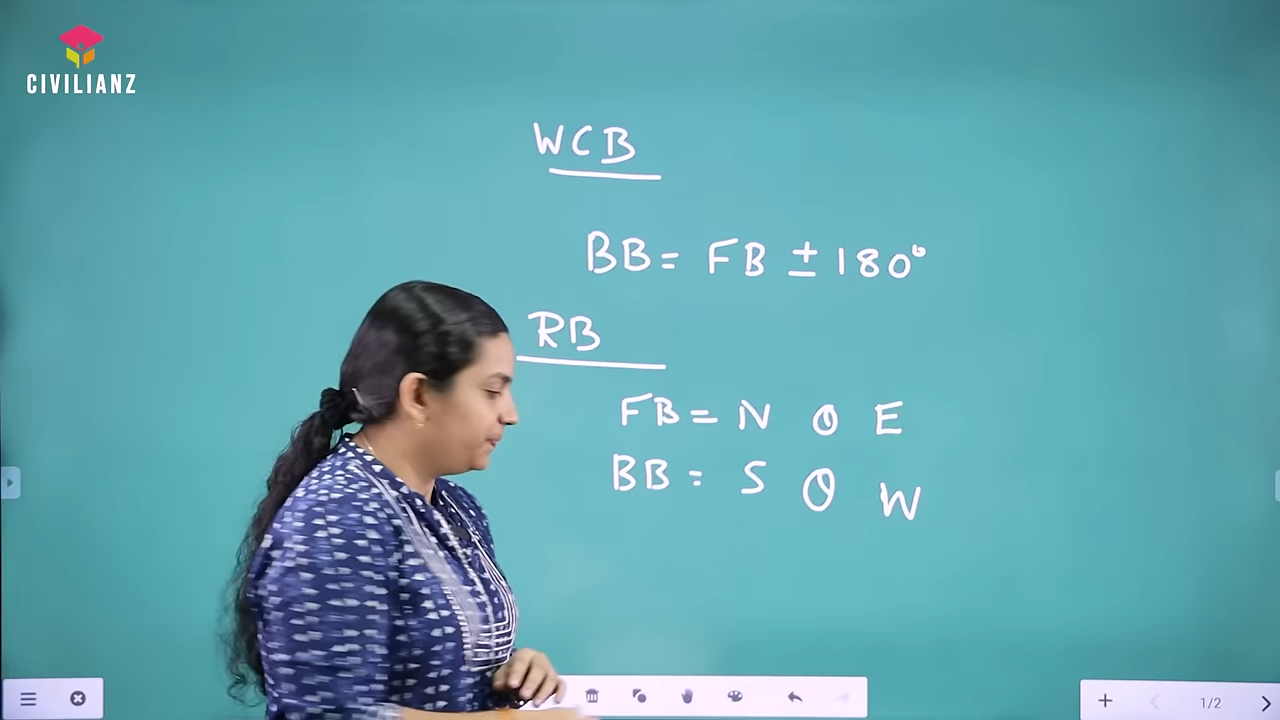 CIVILIANZ
WCB
BB = FB ± 180°
RB
FB = N θ E
BB = S θ W
1/2